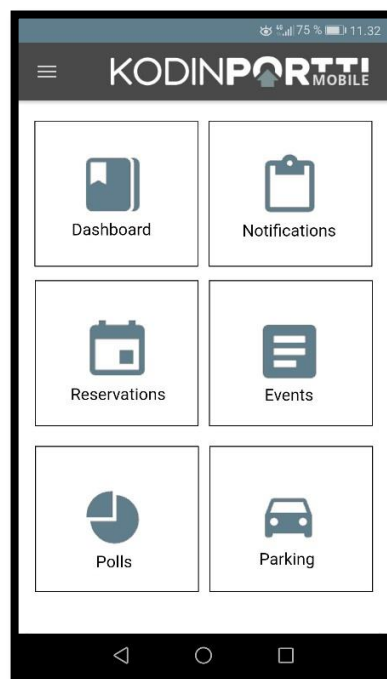 75 % 11.32
KODINPORTTI
MOBILE
Dashboard
Notifications
Reservations
Events
Polls
Parking